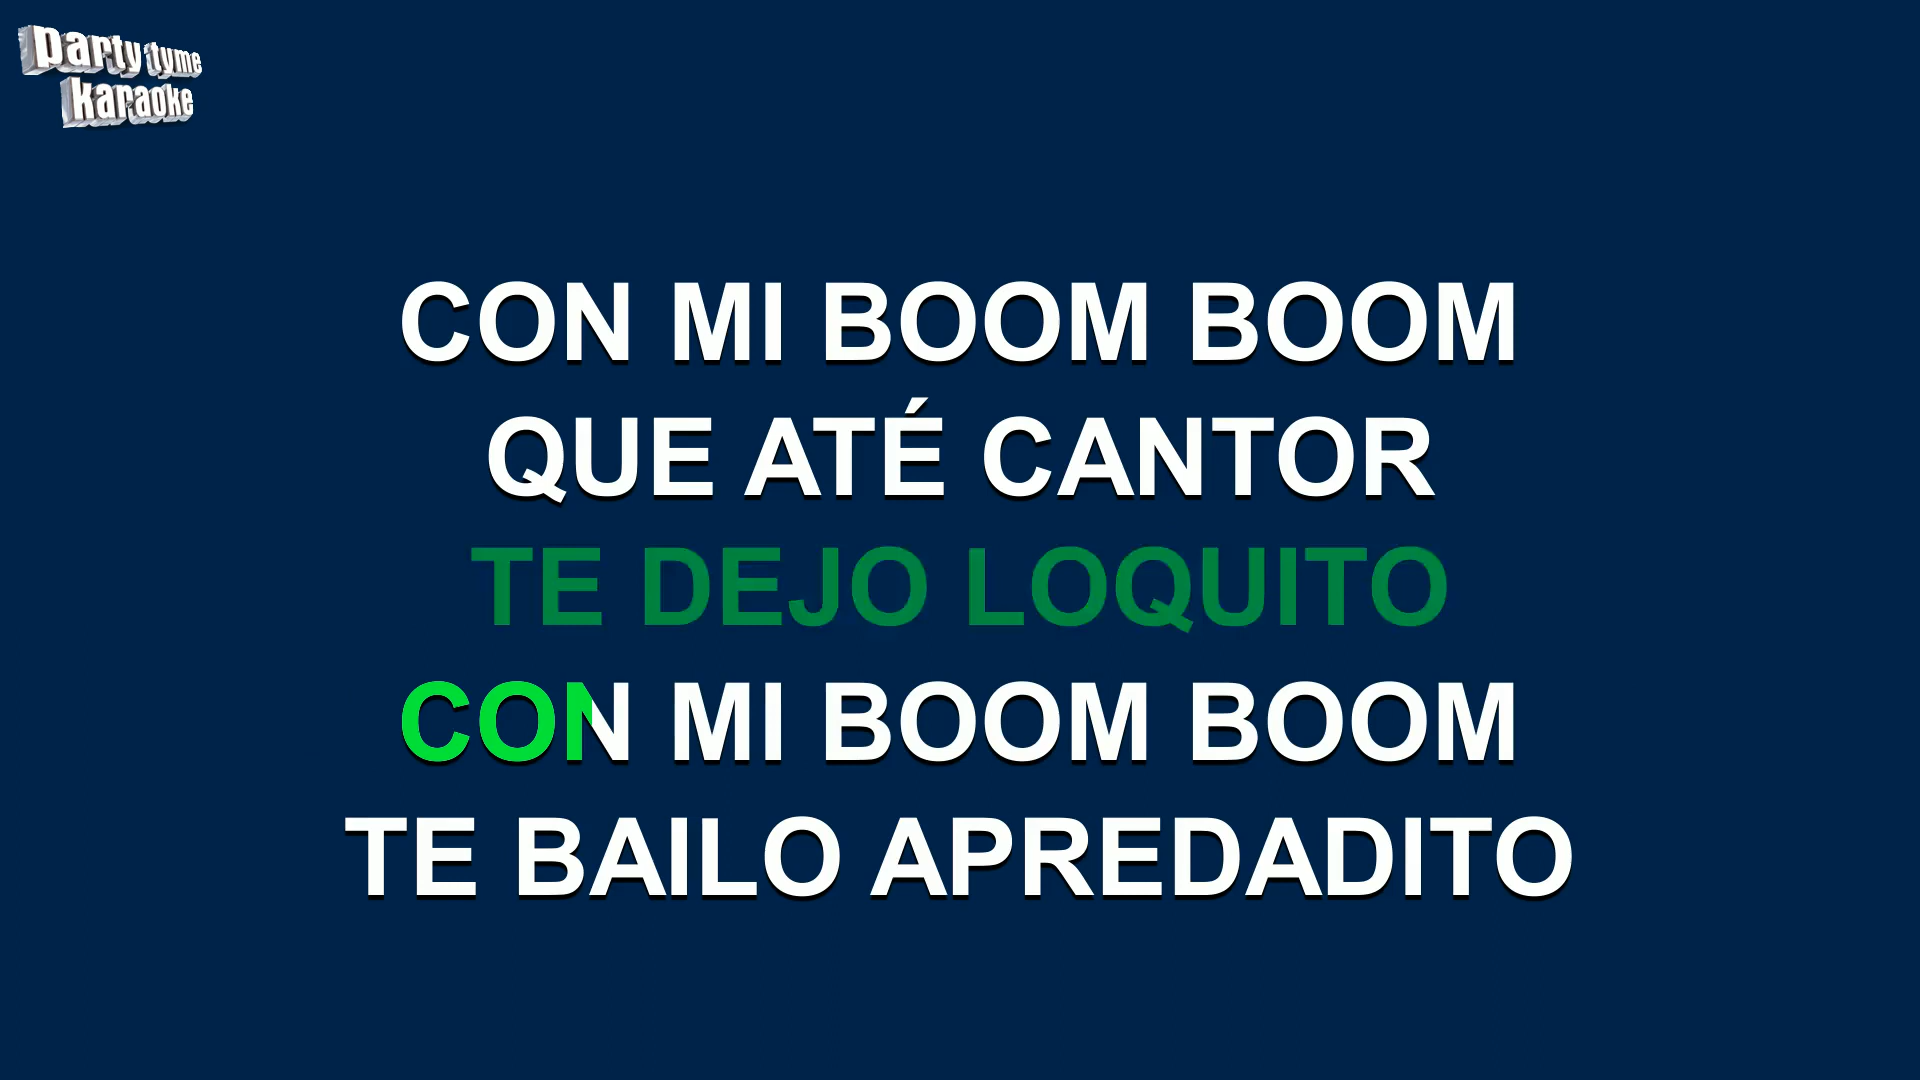 party tyme
karaoke
CON MI BOOM BOOM
QUE ATÉ CANTOR
TE DEJO LOQUITO
CON MI BOOM BOOM
TE BAILO APREDADITO